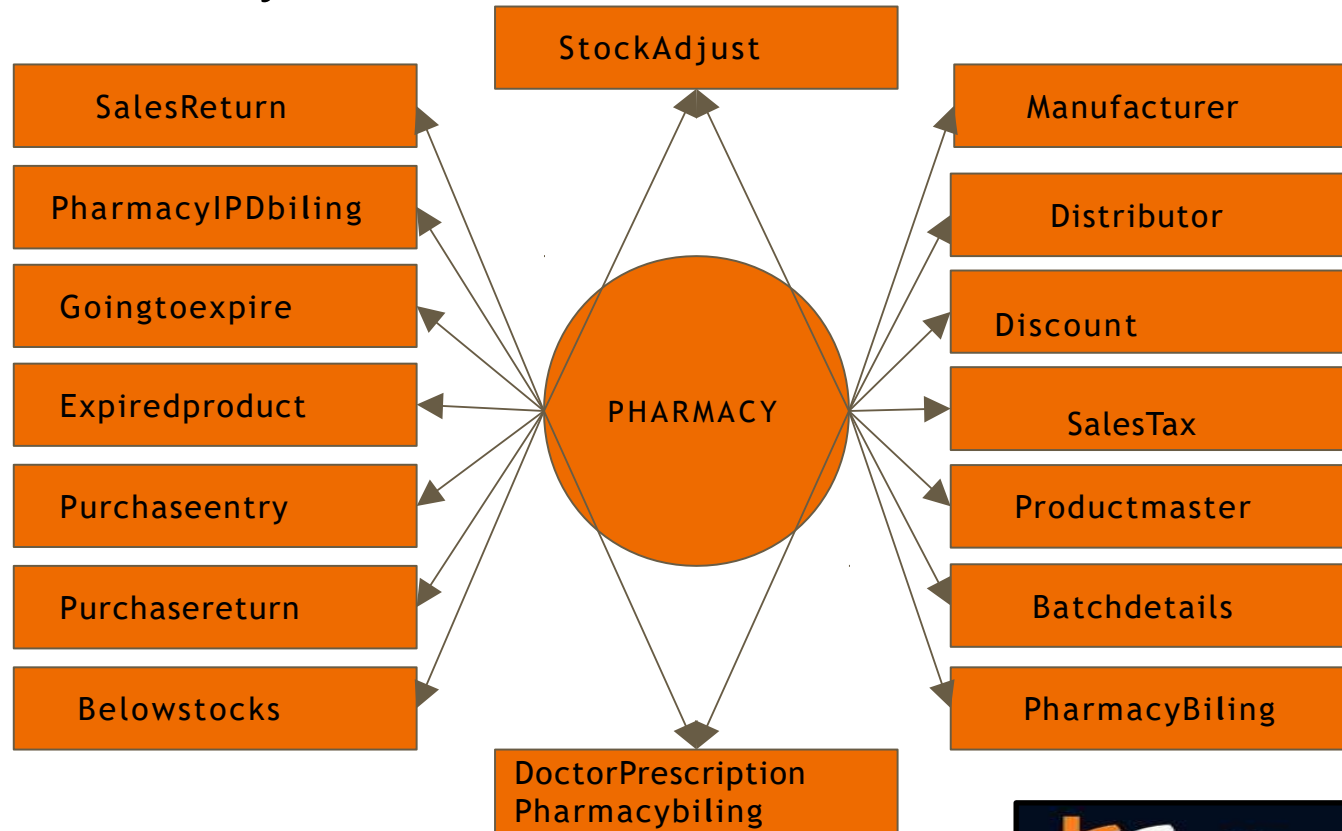 StockAdjust
SalesReturn
Manufacturer
PharmacyIPDbiling
Distributor
Goingtoexpire
Discount
Expiredproduct
PHARMACY
SalesTax
Purchaseentry
Productmaster
Purchasereturn
Batchdetails
Belowstocks
PharmacyBiling
DoctorPrescription
Pharmacybiling